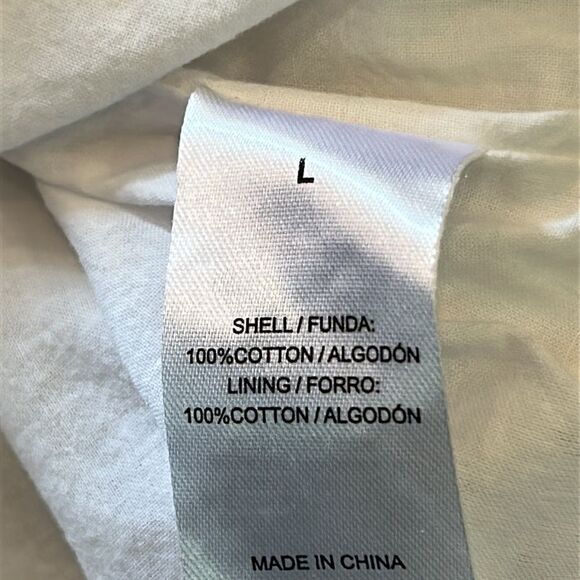 L
SHELL / FUNDA:
100%COTTON / ALGODÓN
LINING / FORRO:
100%COTTON / ALGODÓN
MADE IN CHINA